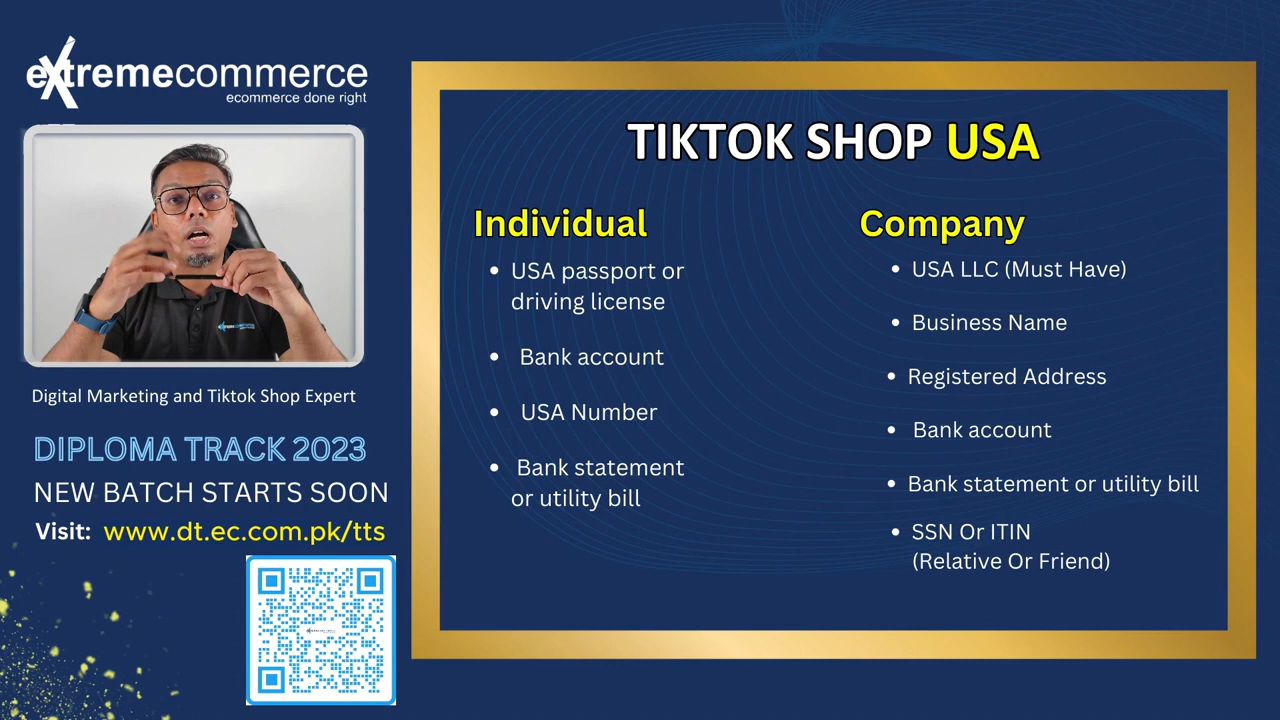 extremecommerce
ecommerce done right
Digital Marketing and Tiktok Shop Expert
DIPLOMA TRACK 2023
NEW BATCH STARTS SOON
Visit: www.dt.ec.com.pk/tts
TIKTOK SHOP USA
Individual
• USA passport or
driving license
• Bank account
• USA Number
• Bank statement
or utility bill
Company
• USA LLC (Must Have)
• Business Name
• Registered Address
• Bank account
• Bank statement or utility bill
• SSN Or ITIN
(Relative Or Friend)